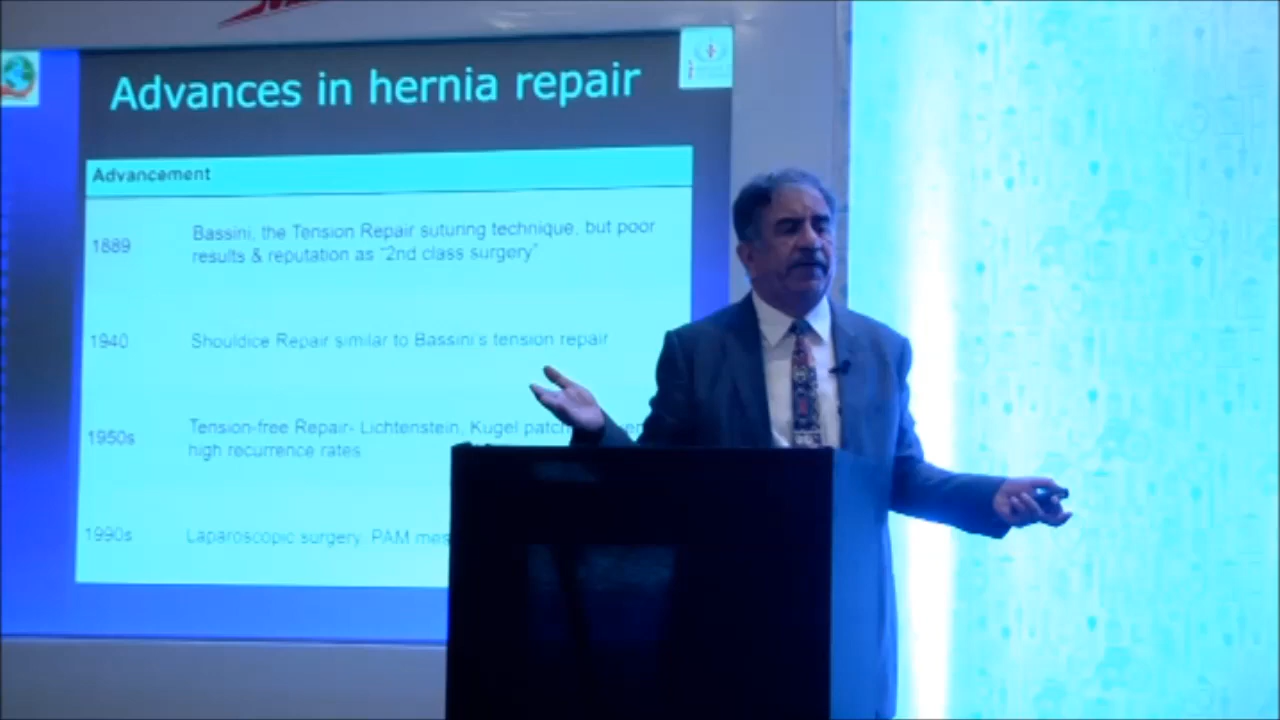 Advances in hernia repair
Advancement
1889
Bassini, the Tension Repair suturing technique, but poor
results & reputation as “2nd class surgery”
1940
Shouldice Repair similar to Bassini's tension repair
1950s
Tension-free Repair- Lichtenstein, Kugel patch
high recurrence rates
1990s
Laparoscopic surgery, PAM